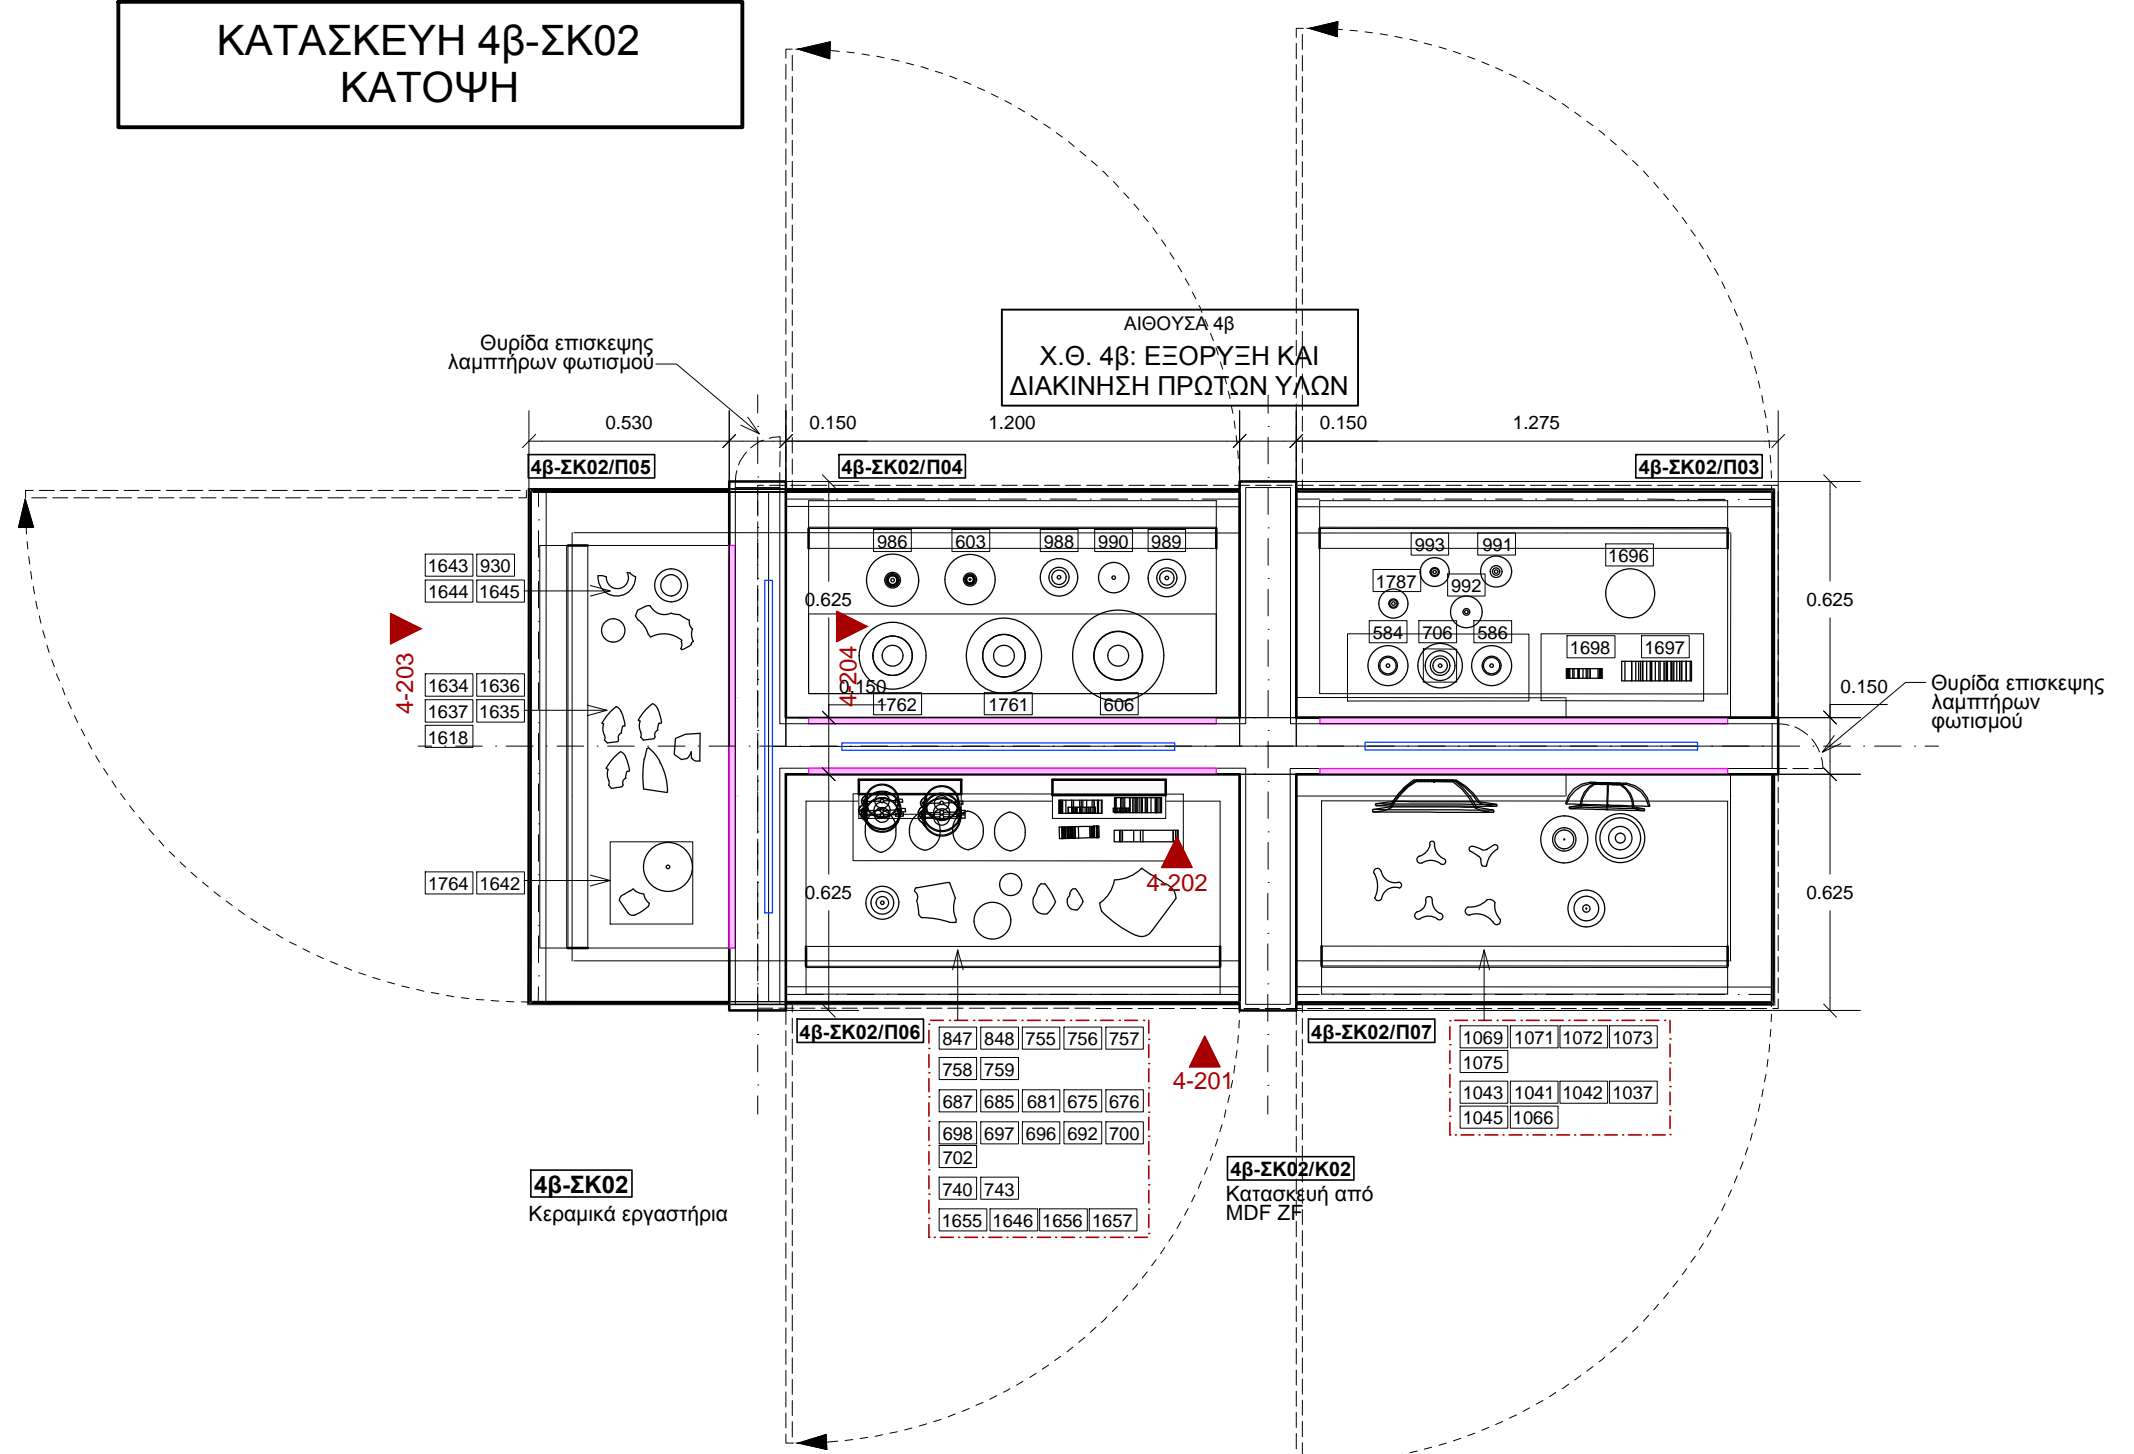 ΚΑΤΑΣΚΕΥΗ 4β-ΣΚ02
ΚΑΤΟΨΗ
ΑΙΘΟΥΣΑ 4β
Χ.Θ. 4β: ΕΞΟΡΥΞΗ ΚΑΙ
ΔΙΑΚΙΝΗΣΗ ΠΡΩΤΩΝ ΥΛΩΝ
Θυρίδα επισκεψης
λαμπτήρων φωτισμού
0.530 0.150 1.200 0.150 1.275
4β-ΣΚ02/Π05 4β-ΣΚ02/Π04 4β-ΣΚ02/Π03
986 603 988 990 989
993 991 1696
1787 992
584 706 586
1698 1697
1643 930
1644 1645
0.625 0.625
4-203
4-204
1634 1636
1637 1635
1618
0.150
1762 1761 606
0.150
Θυρίδα επισκεψης
λαμπτήρων
φωτισμού
1764 1642
0.625
4-202
0.625
4β-ΣΚ02/Π06
847 848 755 756 757
758 759
687 685 681 675 676
698 697 696 692 700
702
740 743
1655 1646 1656 1657
4-201
4β-ΣΚ02/Π07
1069 1071 1072 1073
1075
1043 1041 1042 1037
1045 1066
4β-ΣΚ02
Κεραμικά εργαστήρια
4β-ΣΚ02/Κ02
Κατασκευή από
MDF ZF